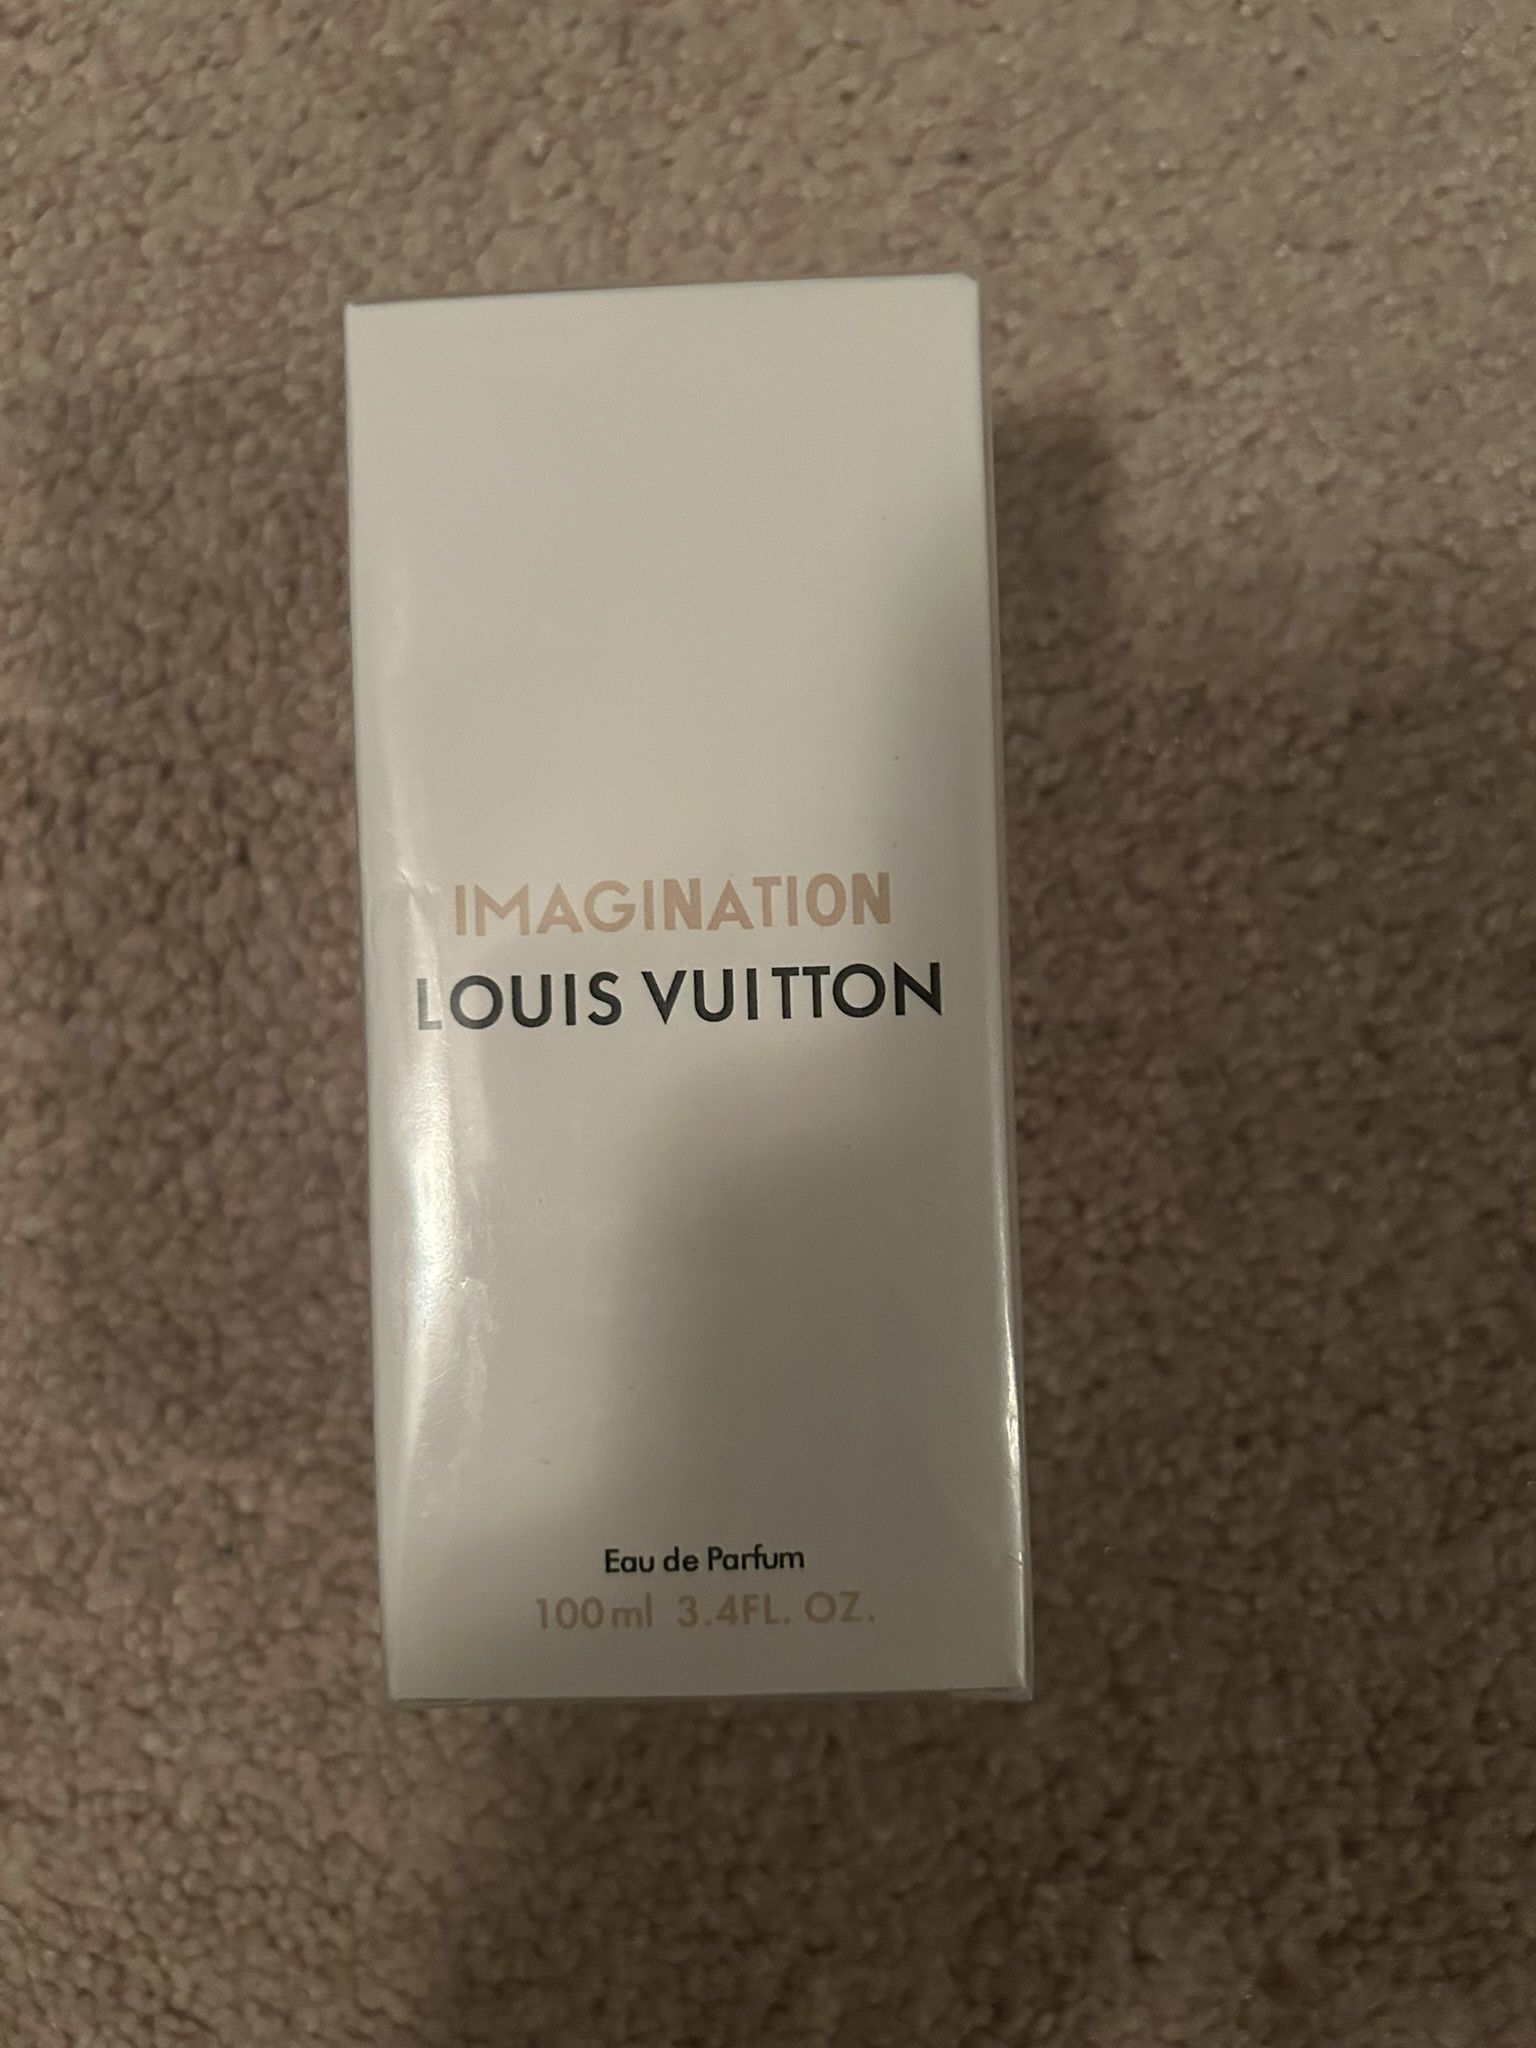 IMAGINATION
LOUIS VUITTON
Eau de Parfum
100ml 3.4FL. OZ.